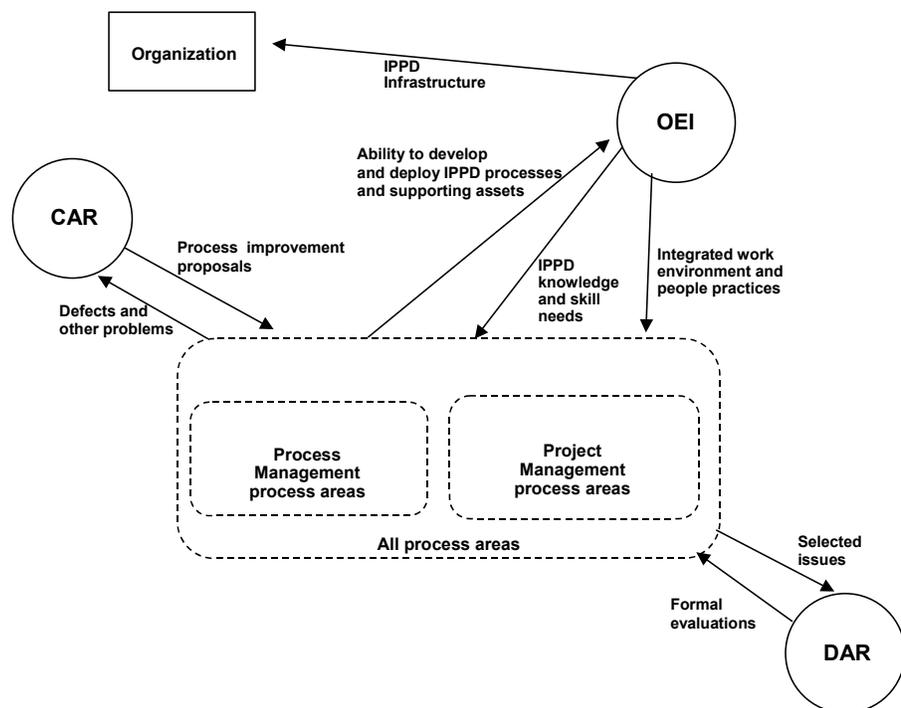 Organization
IPPD
Infrastructure
OEI
Ability to develop
and deploy IPPD processes
and supporting assets
CAR
Process improvement
proposals
IPPD
knowledge
and skill
needs
Integrated work
environment and
people practices
Defects and
other problems
Process
Management
process areas
Project
Management
process areas
All process areas
Selected
issues
Formal
evaluations
DAR